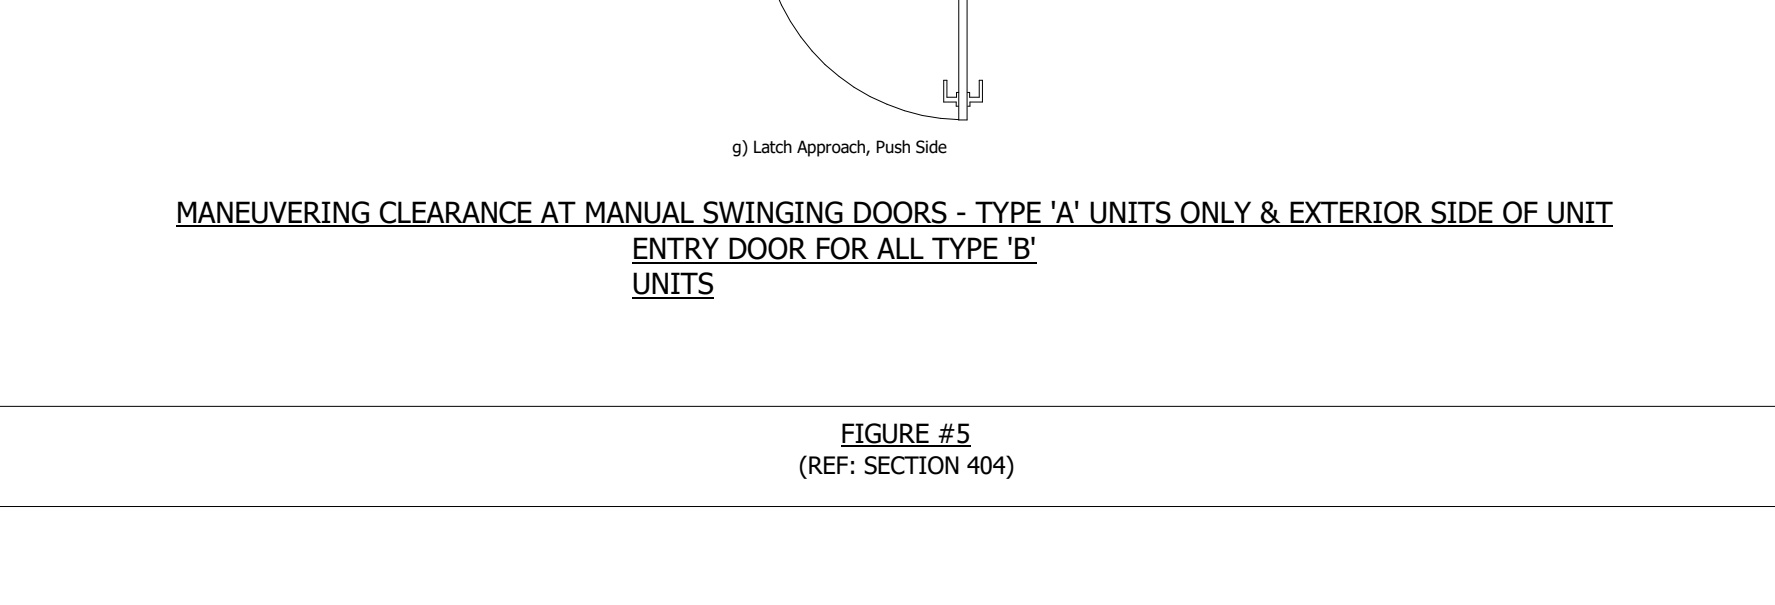 g) Latch Approach, Push Side
MANEUVERING CLEARANCE AT MANUAL SWINGING DOORS - TYPE 'A' UNITS ONLY & EXTERIOR SIDE OF UNIT
ENTRY DOOR FOR ALL TYPE 'B'
UNITS
FIGURE #5
(REF: SECTION 404)